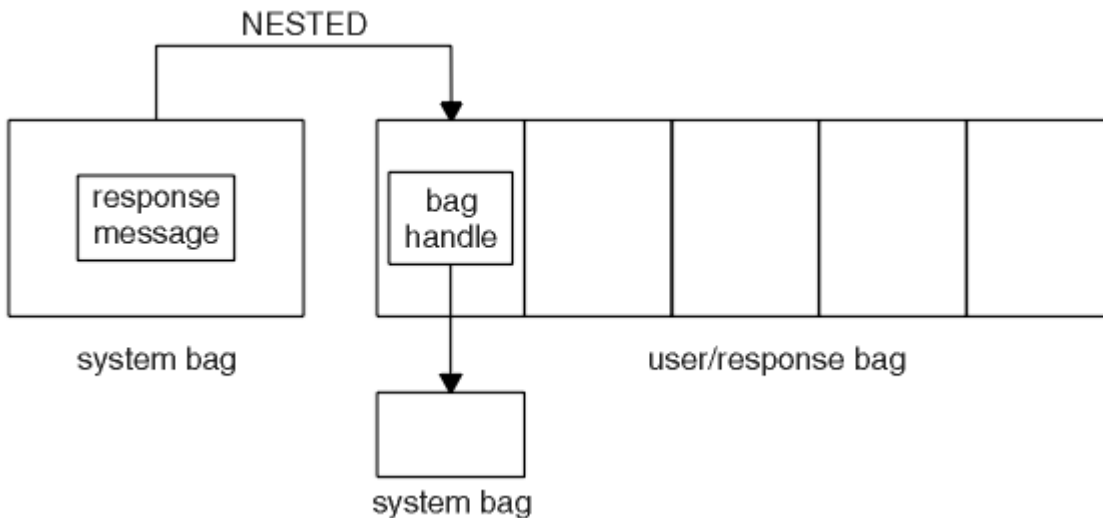 NESTED
response
message
bag
handle
system bag
user/response bag
system bag